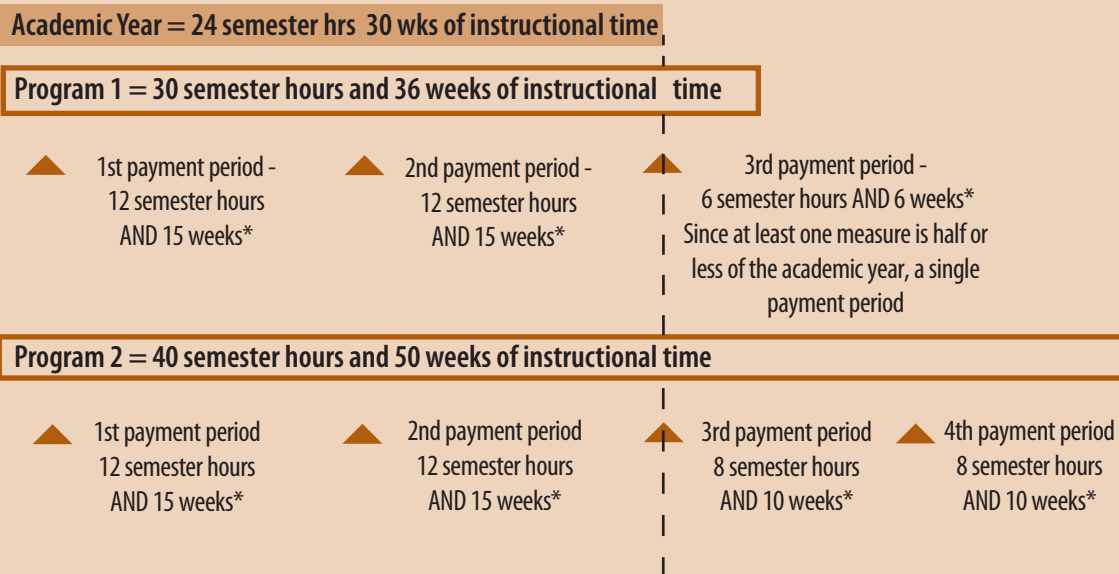 Academic Year = 24 semester hrs 30 wks of instructional time
Program 1 = 30 semester hours and 36 weeks of instructional time
1st payment period -
12 semester hours
AND 15 weeks*
2nd payment period -
12 semester hours
AND 15 weeks*
3rd payment period -
6 semester hours AND 6 weeks*
Since at least one measure is half or
less of the academic year, a single
payment period
Program 2 = 40 semester hours and 50 weeks of instructional time
1st payment period
12 semester hours
AND 15 weeks*
2nd payment period
12 semester hours
AND 15 weeks*
3rd payment period
8 semester hours
AND 10 weeks*
4th payment period
8 semester hours
AND 10 weeks*